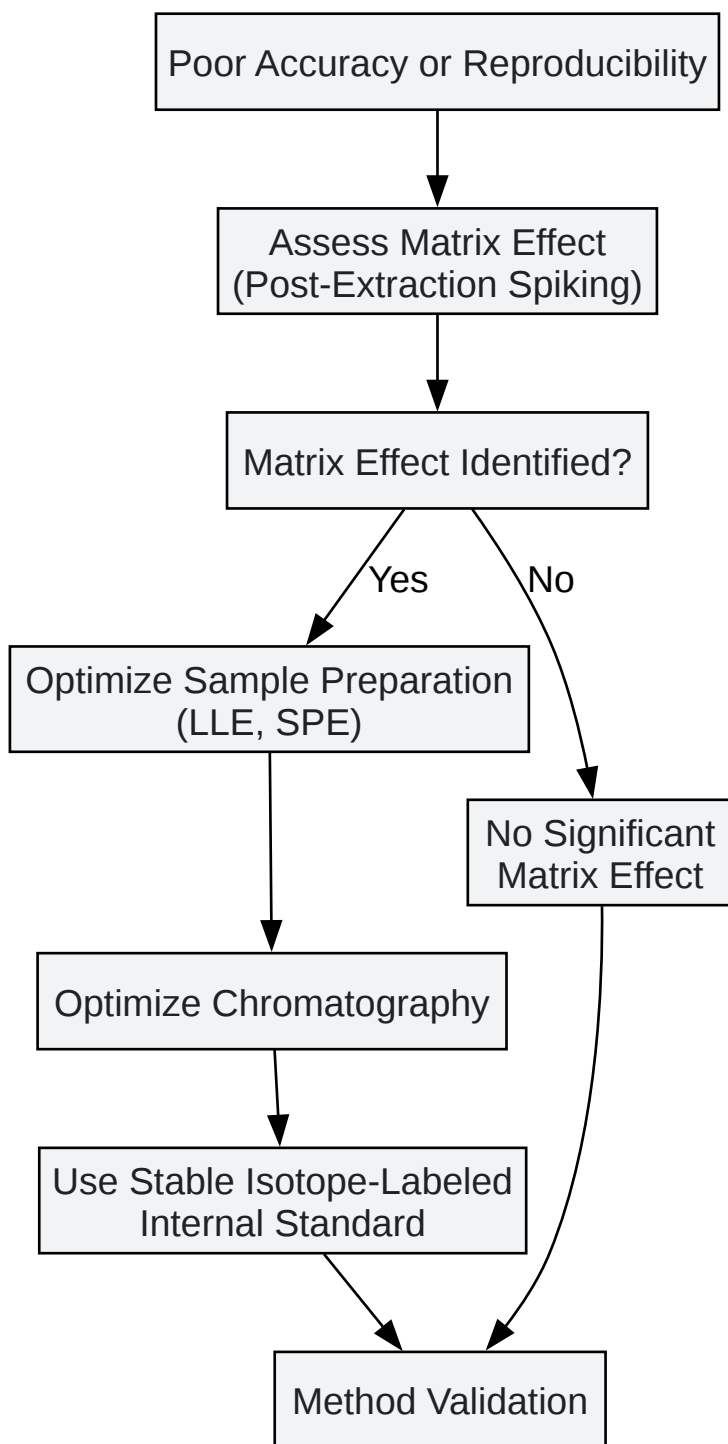 Poor Accuracy or Reproducibility
Assess Matrix Effect
(Post-Extraction Spiking)
Matrix Effect Identified?
Yes
No
Optimize Sample Preparation
(LLE, SPE)
No Significant
Matrix Effect
Optimize Chromatography
Use Stable Isotope-Labeled
Internal Standard
Method Validation